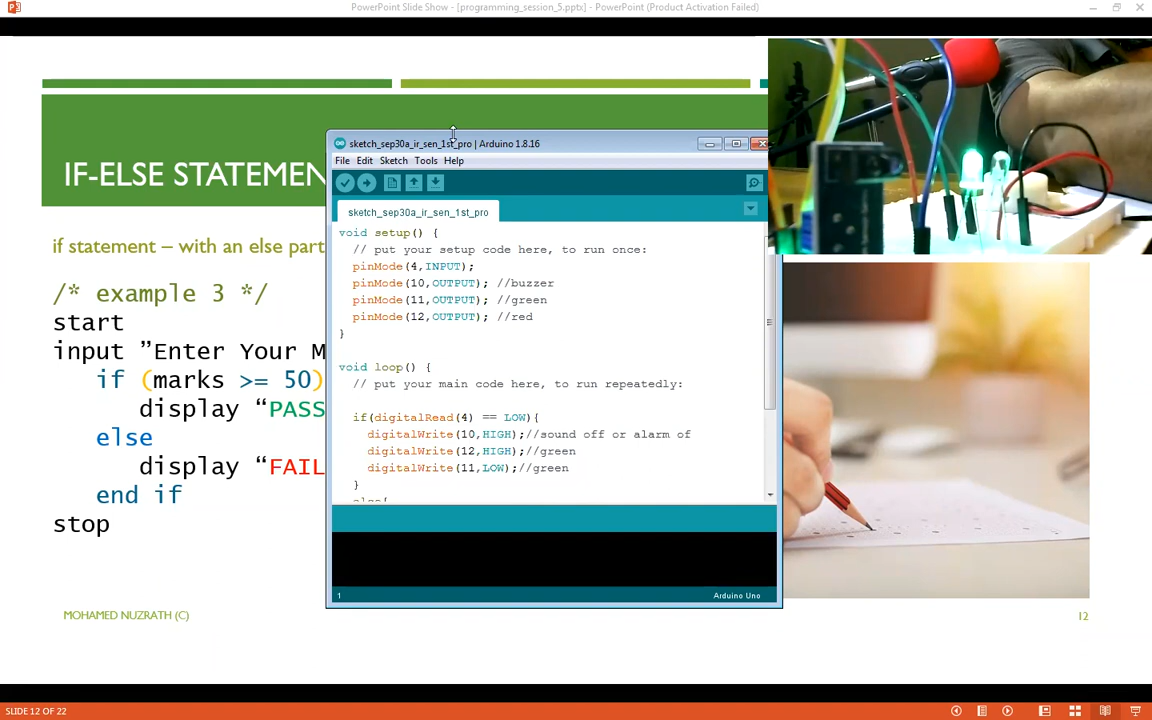 PowerPoint Slide Show - [programming_session_5.pptx] - PowerPoint (Product Activation Failed)
IF-ELSE STATEMEN
if statement – with an else part
/* example 3 */
start
input ”Enter Your M
if (marks >= 50)
display “PASS
else
display “FAIL
end if
stop
sketch_sep30a_ir_sen_1st_pro | Arduino 1.8.16
File Edit Sketch Tools Help
sketch_sep30a_ir_sen_1st_pro
void setup() {
// put your setup code here, to run once:
pinMode(4,INPUT);
pinMode(10,OUTPUT); //buzzer
pinMode(11,OUTPUT); //green
pinMode(12,OUTPUT); //red
}
void loop() {
// put your main code here, to run repeatedly:
if(digitalRead(4) == LOW){
digitalWrite(10,HIGH);//sound off or alarm of
digitalWrite(12,HIGH);//green
digitalWrite(11,LOW);//green
}
else{
1
Arduino Uno
MOHAMED NUZRATH (C)
12
SLIDE 12 OF 22